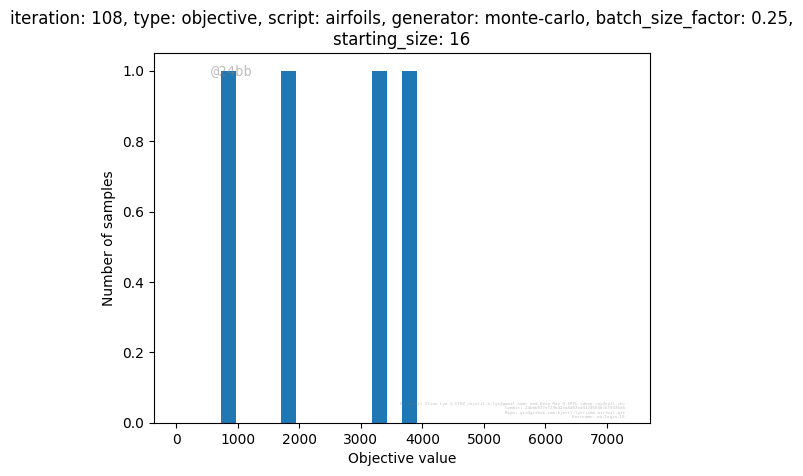 iteration: 108, type: objective, script: airfoils, generator: monte-carlo, batch_size_factor: 0.25,
starting_size: 16
@24bb
1.0
0.8
0.6
0.4
0.2
0.0
Number of samples
0 1000 2000 3000 4000 5000 6000 7000
Objective value